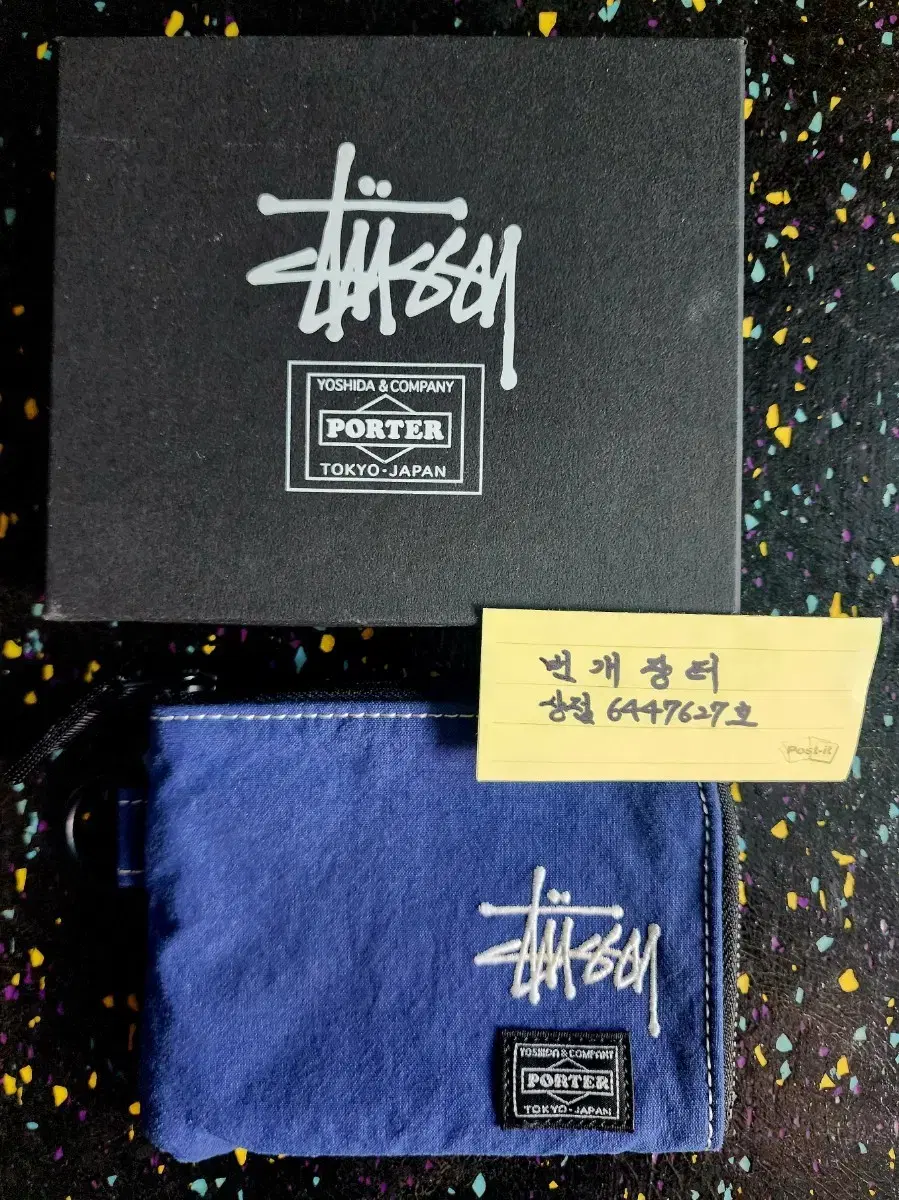 Stüssy
YOSHIDA & COMPANY
PORTER
TOKYO-JAPAN
번개장터
상점 6447627호
Post-it
Stüssy
YOSHIDA & COMPANY
PORTER
TOKYO-JAPAN